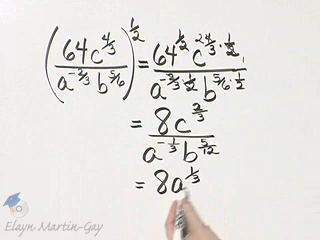 (64c^{4/3} / a^{-2/3} b^{5/6})^{1/2} = 64^{1/2} c^{4/3 · 1/2} / a^{-2/3 · 1/2} b^{5/6 · 1/2}
= 8c^{2/3} / a^{-1/3} b^{5/12}
= 8a^{1/3}
Elayn Martin-Gay